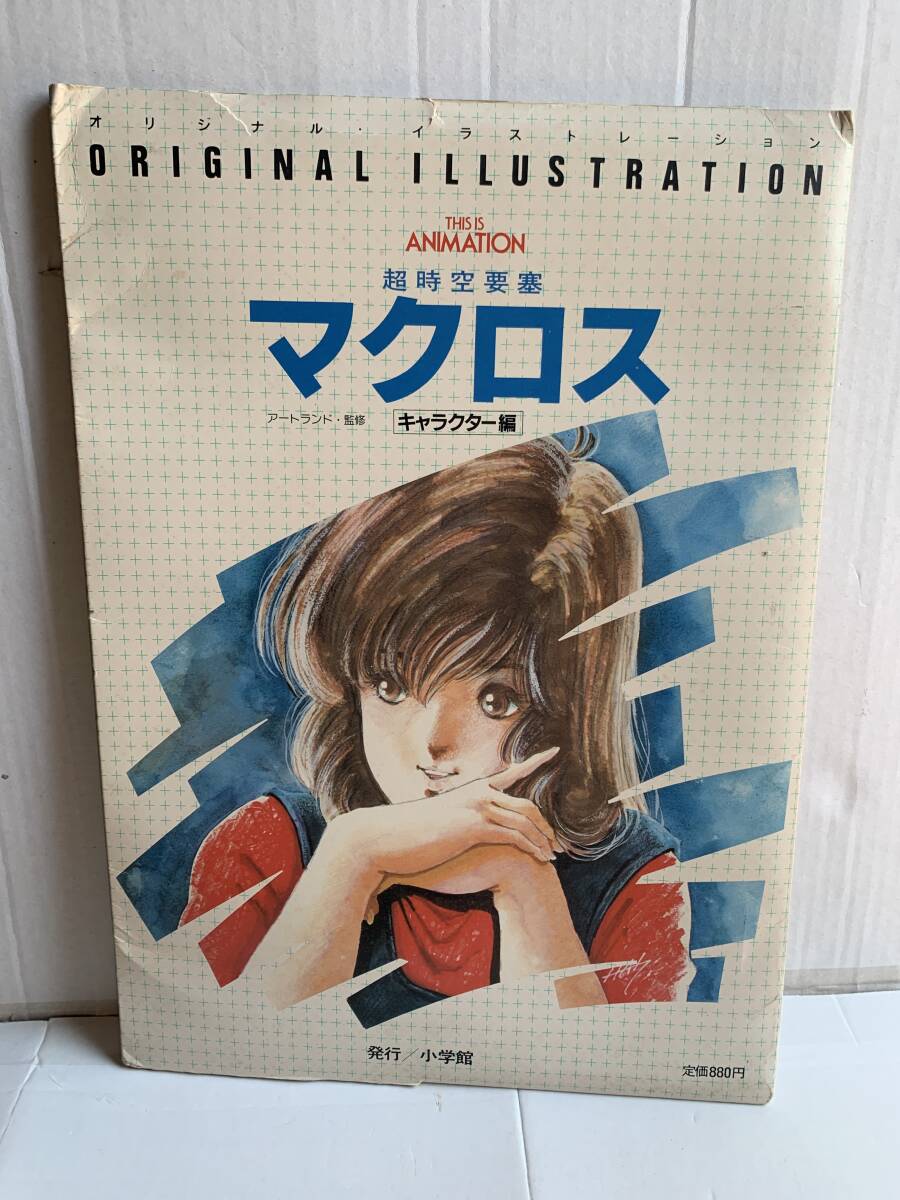 オリジナル・イラストレーション
ORIGINAL ILLUSTRATION
THIS IS
ANIMATION
超時空要塞
マクロス
アートランド・監修 キャラクター編
発行／小学館
定価880円